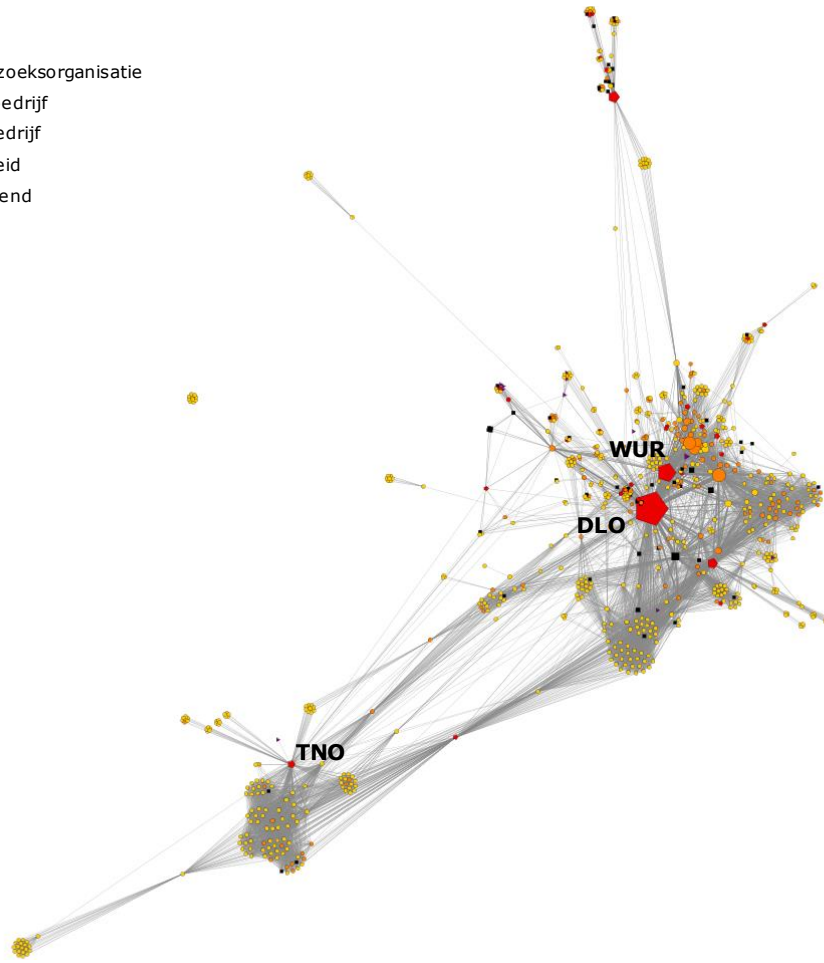 zoeksorganisatie
edrijf
edrijf
eid
end
WUR
DLO
TNO